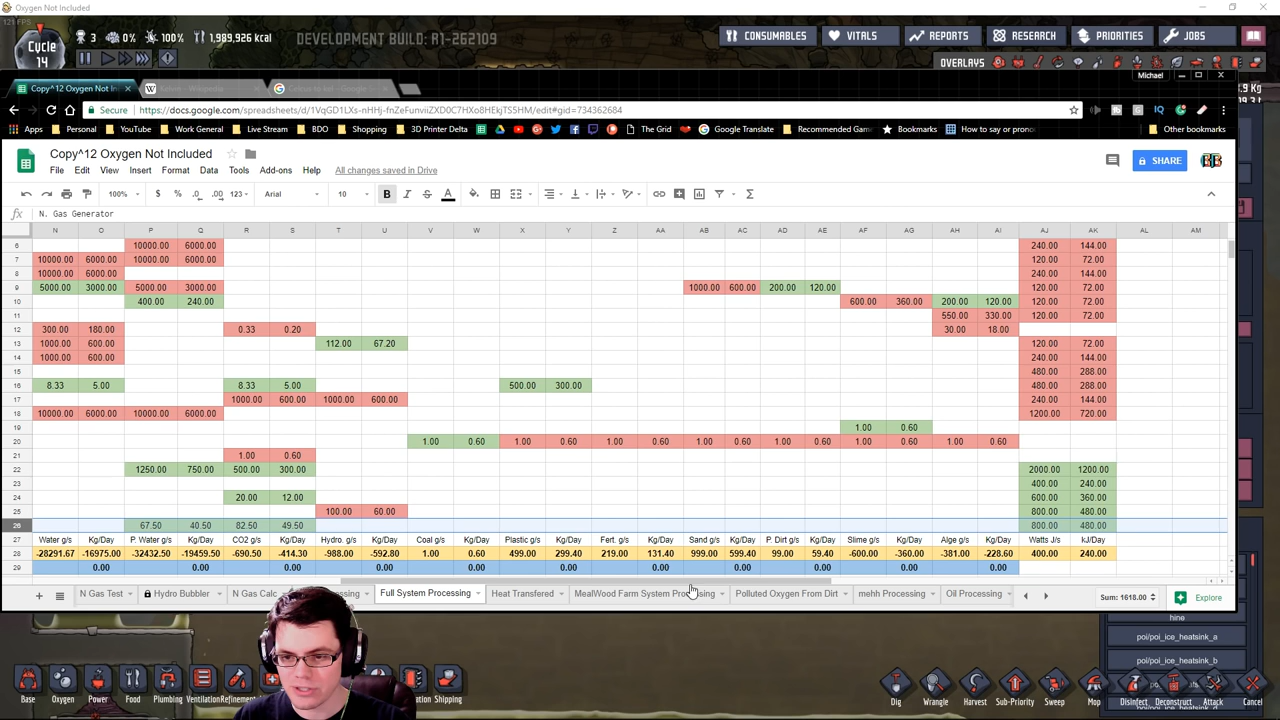 Oxygen Not Included
121 FPS
Cycle 14
3 0% 100% 1,989,926 kcal
DEVELOPMENT BUILD: R1-262109
CONSUMABLES VITALS REPORTS RESEARCH PRIORITIES JOBS
OVERLAYS
Copy^12 Oxygen Not In
Michael
Secure https://docs.google.com/spreadsheets/d/1VqGD1LXs-nHHj-fnZeFunviiZXD0C7HXo8HEkjTS5HM/edit#gid=734362684
Apps Personal YouTube Work General Live Stream BDO Shopping 3D Printer Delta The Grid Google Translate Recommended Game Bookmarks How to say or prono Other bookmarks
Copy^12 Oxygen Not Included
File Edit View Insert Format Data Tools Add-ons Help All changes saved in Drive
SHARE
100% $ % .0 .00 123 Arial 10 B I S A
fx N. Gas Generator
N O P Q R S T U V W X Y Z AA AB AC AD AE AF AG AH AI AJ AK AL AM
6 10000.00 6000.00 240.00 144.00
7 10000.00 6000.00 10000.00 6000.00 120.00 72.00
8 10000.00 6000.00 240.00 144.00
9 5000.00 3000.00 5000.00 3000.00 1000.00 600.00 200.00 120.00 120.00 72.00
10 400.00 240.00 600.00 360.00 200.00 120.00 120.00 72.00
11 550.00 330.00 120.00 72.00
12 300.00 180.00 0.33 0.20 30.00 18.00
13 1000.00 600.00 112.00 67.20 120.00 72.00
14 1000.00 600.00 240.00 144.00
15 480.00 288.00
16 8.33 5.00 8.33 5.00 500.00 300.00 480.00 288.00
17 1000.00 600.00 1000.00 600.00 240.00 144.00
18 10000.00 6000.00 10000.00 6000.00 1200.00 720.00
19 1.00 0.60
20 1.00 0.60 1.00 0.60 1.00 0.60 1.00 0.60 1.00 0.60 1.00 0.60 1.00 0.60
21 1.00 0.60
22 1250.00 750.00 500.00 300.00 2000.00 1200.00
23 400.00 240.00
24 20.00 12.00 600.00 360.00
25 100.00 60.00 800.00 480.00
26 67.50 40.50 82.50 49.50 800.00 480.00
27 Water g/s Kg/Day P. Water g/s Kg/Day CO2 g/s Kg/Day Hydro. g/s Kg/Day Coal g/s Kg/Day Plastic g/s Kg/Day Fert. g/s Kg/Day Sand g/s Kg/Day P. Dirt g/s Kg/Day Slime g/s Kg/Day Alge g/s Kg/Day Watts J/s kJ/Day
28 -28291.67 -16975.00 -32432.50 -19459.50 -690.50 -414.30 -988.00 -592.80 1.00 0.60 499.00 299.40 219.00 131.40 999.00 599.40 99.00 59.40 -600.00 -360.00 -381.00 -228.60 400.00 240.00
29 0.00 0.00 0.00 0.00 0.00 0.00 0.00 0.00 0.00 0.00 0.00
N Gas Test Hydro Bubbler N Gas Calc Full System Processing Heat Transfered MealWood Farm System Processing Polluted Oxygen From Dirt mehh Processing Oil Processing
Sum: 1618.00 Explore
hine
poi/poi_ice_heatsink_a
poi/poi_ice_heatsink_b
Base Oxygen Power Food Plumbing Ventilation Shipping
Dig Wrangle Harvest Sub-Priority Sweep Mop Disinfect Deconstruct Attack Cancel